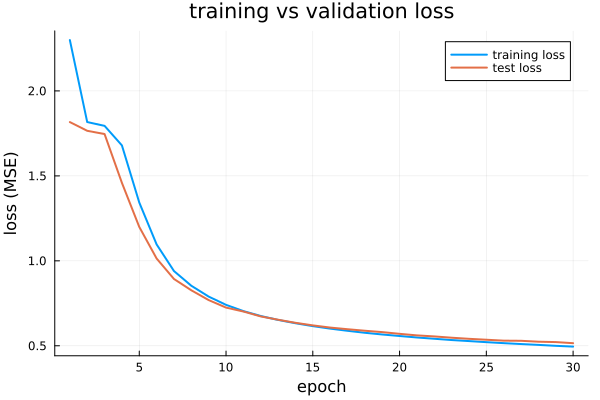 training vs validation loss
training loss
test loss
2.0
1.5
1.0
0.5
loss (MSE)
5 10 15 20 25 30
epoch